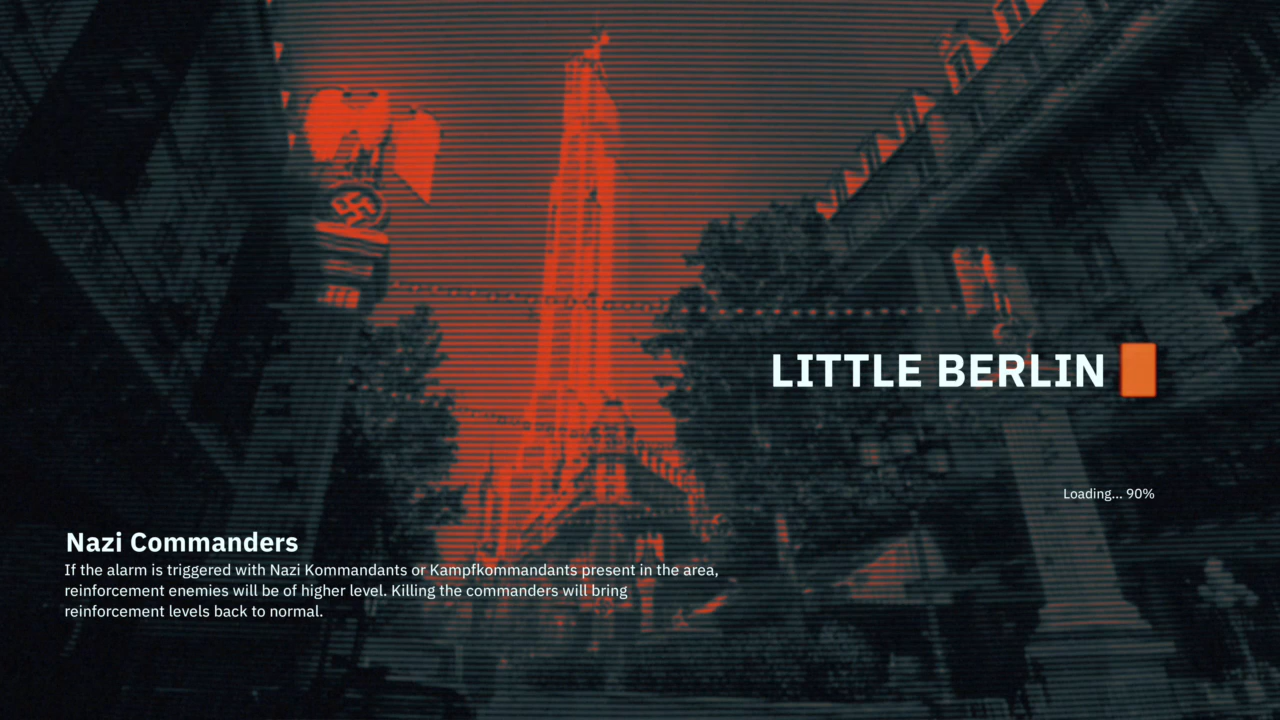 LITTLE BERLIN
Loading... 90%
Nazi Commanders
If the alarm is triggered with Nazi Kommandants or Kampfkommandants present in the area,
reinforcement enemies will be of higher level. Killing the commanders will bring
reinforcement levels back to normal.